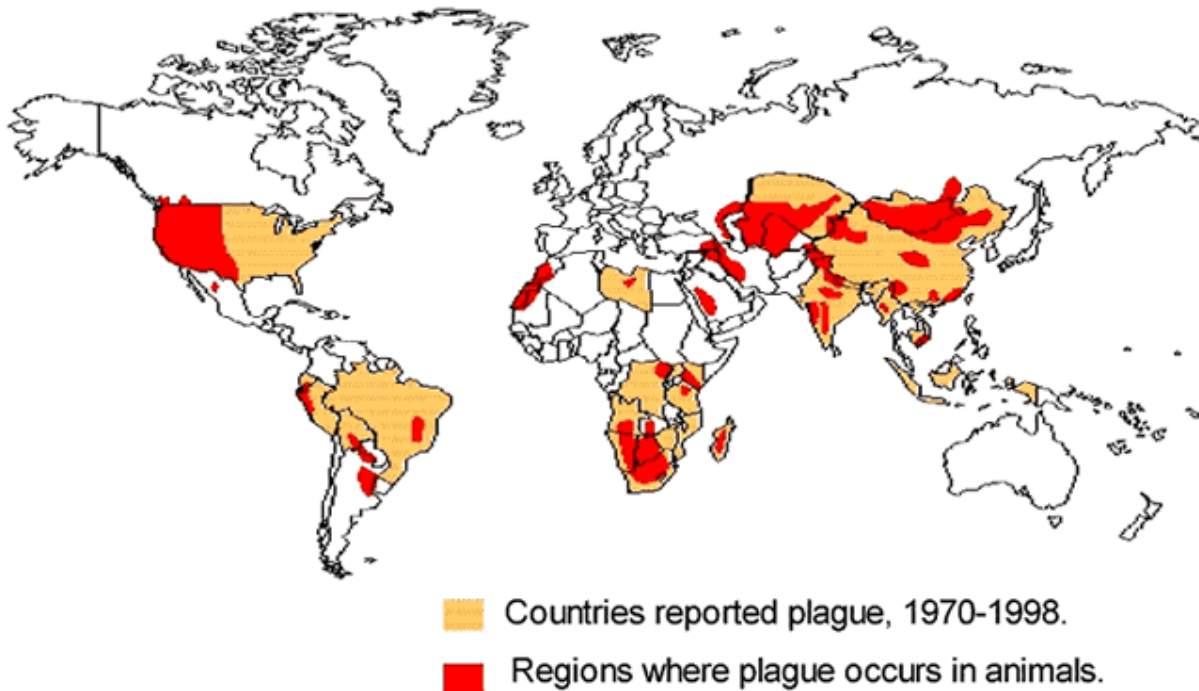 Countries reported plague, 1970-1998.
Regions where plague occurs in animals.